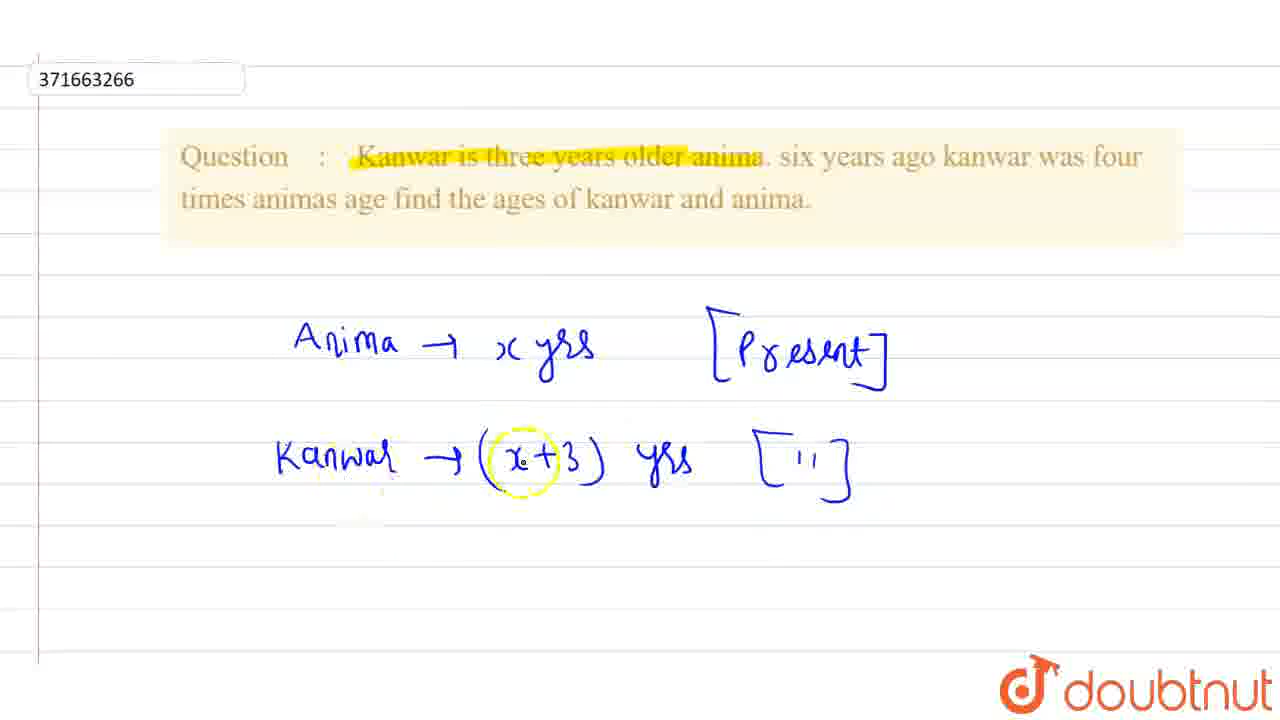 371663266
Question : Kanwar is three years older anima. six years ago kanwar was four
times animas age find the ages of kanwar and anima.
Anima → x yrs [Present]
Kanwar → (x+3) yrs [ " ]
doubtnut